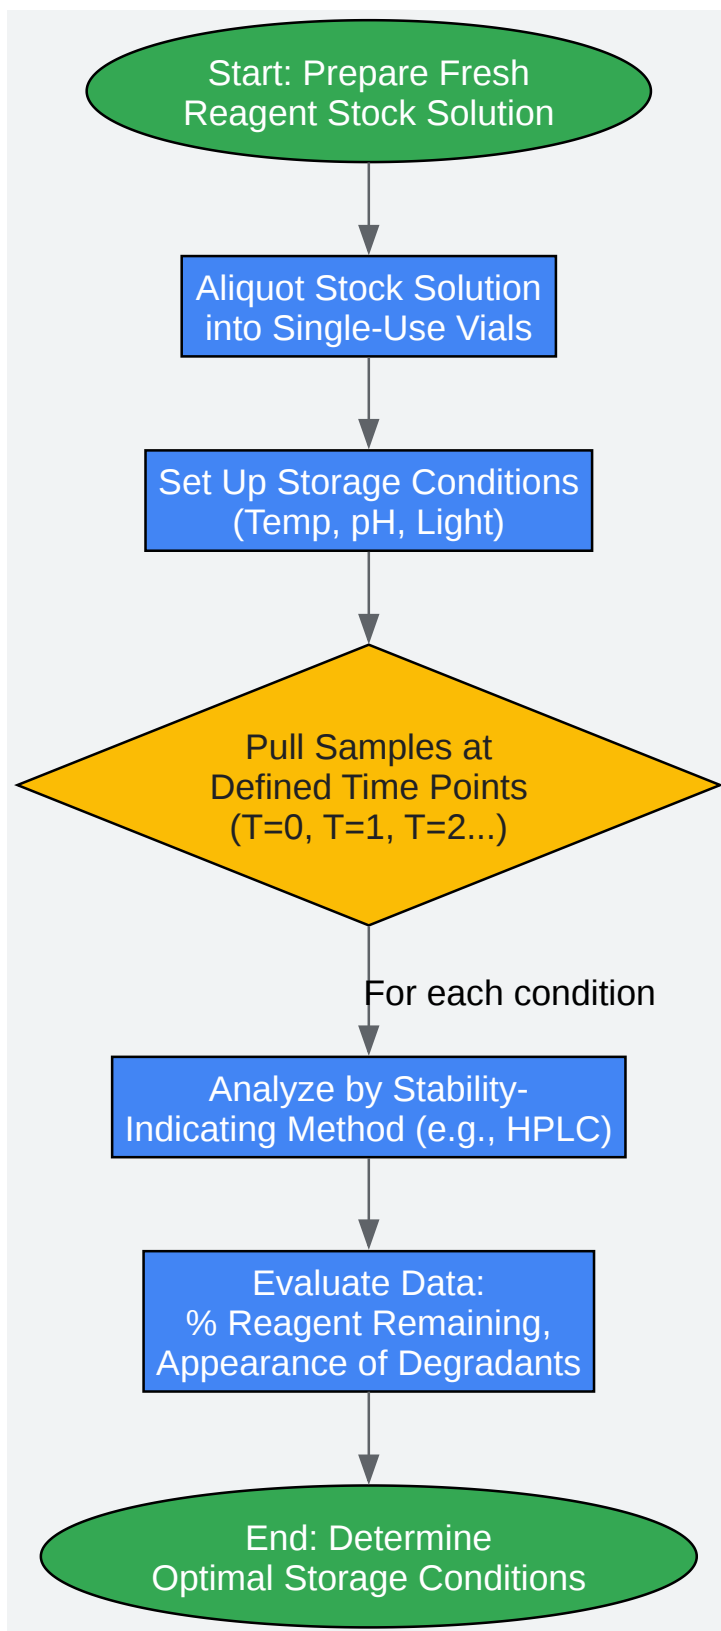 Start: Prepare Fresh
Reagent Stock Solution
Aliquot Stock Solution
into Single-Use Vials
Set Up Storage Conditions
(Temp, pH, Light)
Pull Samples at
Defined Time Points
(T=0, T=1, T=2...)
For each condition
Analyze by Stability-
Indicating Method (e.g., HPLC)
Evaluate Data:
% Reagent Remaining,
Appearance of Degradants
End: Determine
Optimal Storage Conditions